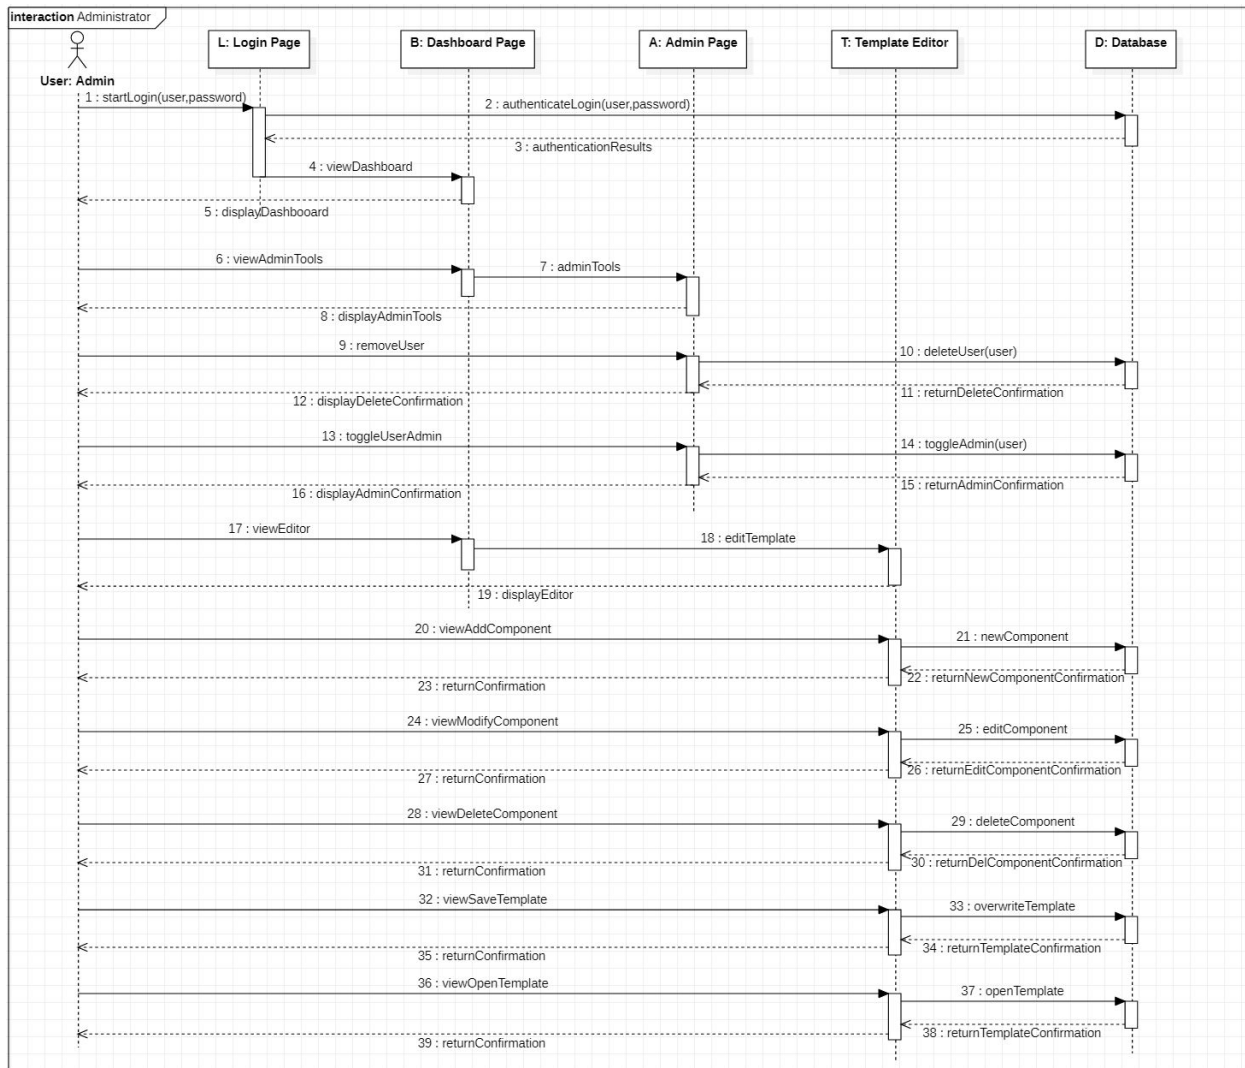 interaction Administrator
L: Login Page
B: Dashboard Page
A: Admin Page
T: Template Editor
D: Database
User: Admin
1 : startLogin(user,password)
2 : authenticateLogin(user,password)
3 : authenticationResults
4 : viewDashboard
5 : displayDashbooard
6 : viewAdminTools
7 : adminTools
8 : displayAdminTools
9 : removeUser
10 : deleteUser(user)
11 : returnDeleteConfirmation
12 : displayDeleteConfirmation
13 : toggleUserAdmin
14 : toggleAdmin(user)
15 : returnAdminConfirmation
16 : displayAdminConfirmation
17 : viewEditor
18 : editTemplate
19 : displayEditor
20 : viewAddComponent
21 : newComponent
22 : returnNewComponentConfirmation
23 : returnConfirmation
24 : viewModifyComponent
25 : editComponent
26 : returnEditComponentConfirmation
27 : returnConfirmation
28 : viewDeleteComponent
29 : deleteComponent
30 : returnDelComponentConfirmation
31 : returnConfirmation
32 : viewSaveTemplate
33 : overwriteTemplate
34 : returnTemplateConfirmation
35 : returnConfirmation
36 : viewOpenTemplate
37 : openTemplate
38 : returnTemplateConfirmation
39 : returnConfirmation